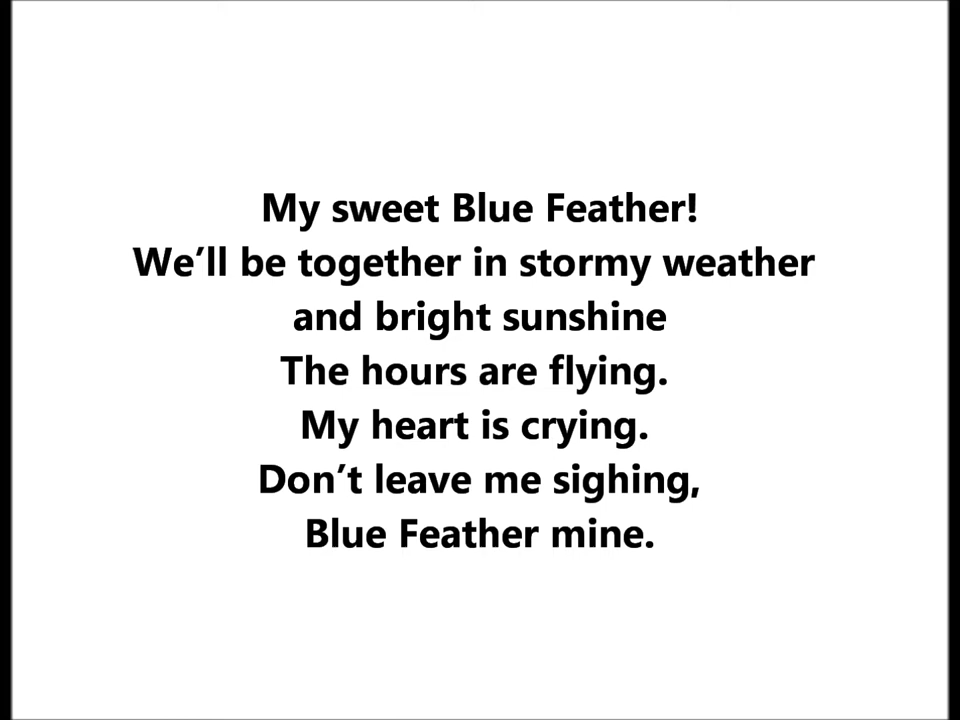 My sweet Blue Feather!
We’ll be together in stormy weather
and bright sunshine
The hours are flying.
My heart is crying.
Don’t leave me sighing,
Blue Feather mine.